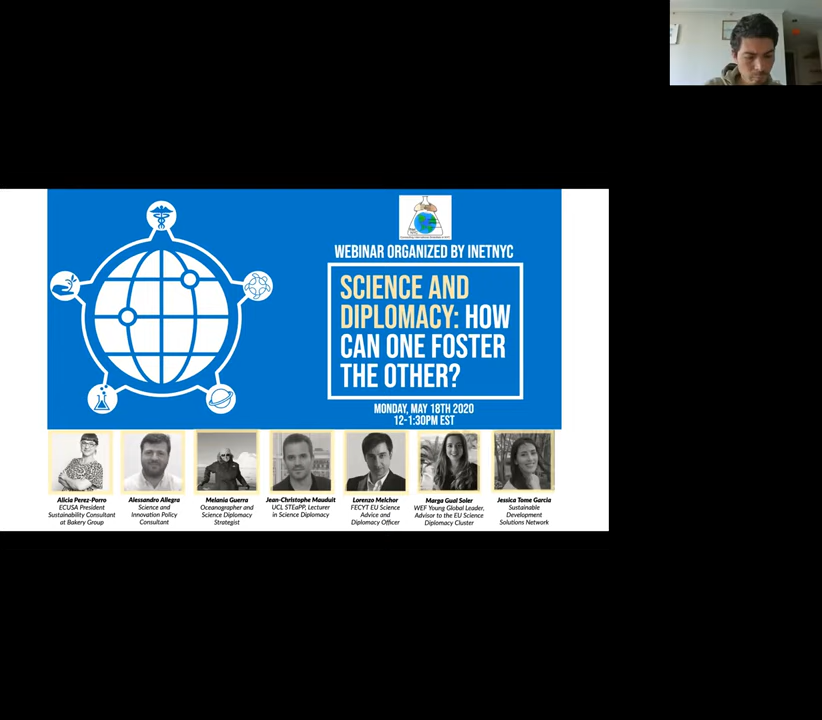 WEBINAR ORGANIZED BY INETNYC
SCIENCE AND
DIPLOMACY: HOW
CAN ONE FOSTER
THE OTHER?
MONDAY, MAY 18TH 2020
12-1:30PM EST
Alicia Perez-Porro
ECUSA President
Sustainability Consultant
at Bakery Group
Alessandro Allegra
Science and
Innovation Policy
Consultant
Melania Guerra
Oceanographer and
Science Diplomacy
Strategist
Jean-Christophe Mauduit
UCL STEaPP, Lecturer
in Science Diplomacy
Lorenzo Melchor
FECYT EU Science
Advice and
Diplomacy Officer
Marga Gual Soler
WEF Young Global Leader,
Advisor to the EU Science
Diplomacy Cluster
Jessica Tome Garcia
Sustainable
Development
Solutions Network